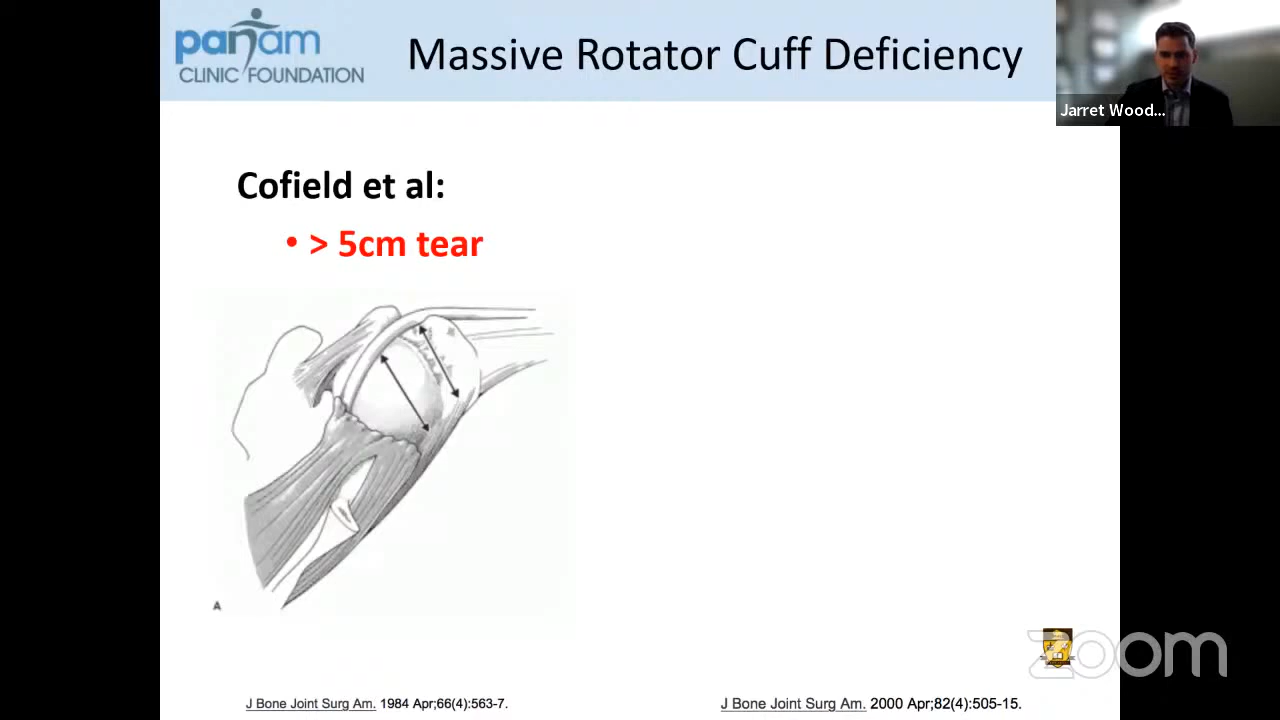 panam
CLINIC FOUNDATION
Massive Rotator Cuff Deficiency
Jarret Wood...
Cofield et al:
• > 5cm tear
A
zoom
J Bone Joint Surg Am. 1984 Apr;66(4):563-7.
J Bone Joint Surg Am. 2000 Apr;82(4):505-15.